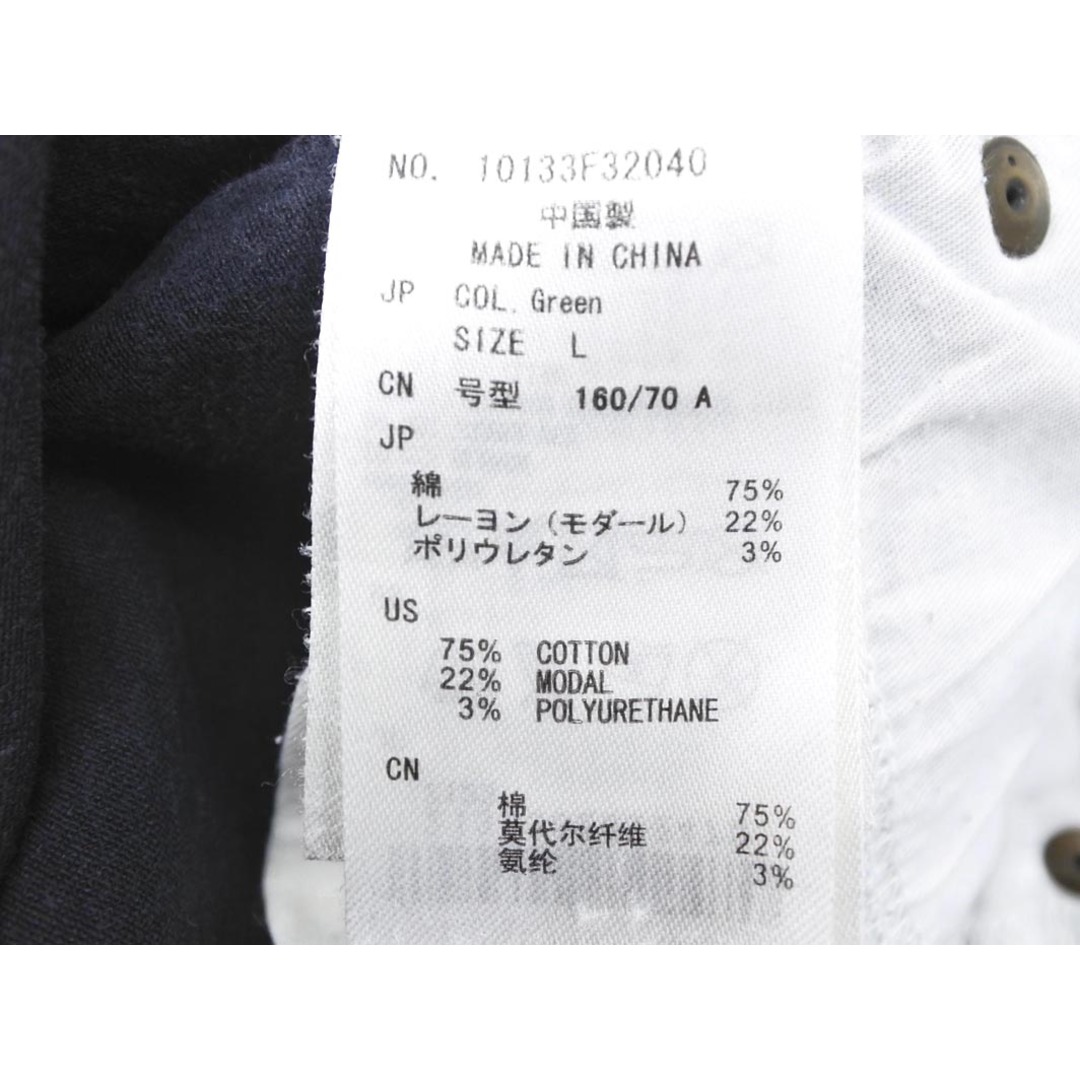 NO. 10133F32040
中国製
MADE IN CHINA
JP COL. Green
SIZE L
CN 号型 160/70 A
JP
綿 75%
レーヨン(モダール) 22%
ポリウレタン 3%
US
75% COTTON
22% MODAL
3% POLYURETHANE
CN
棉 75%
莫代尔纤维 22%
氨纶 3%